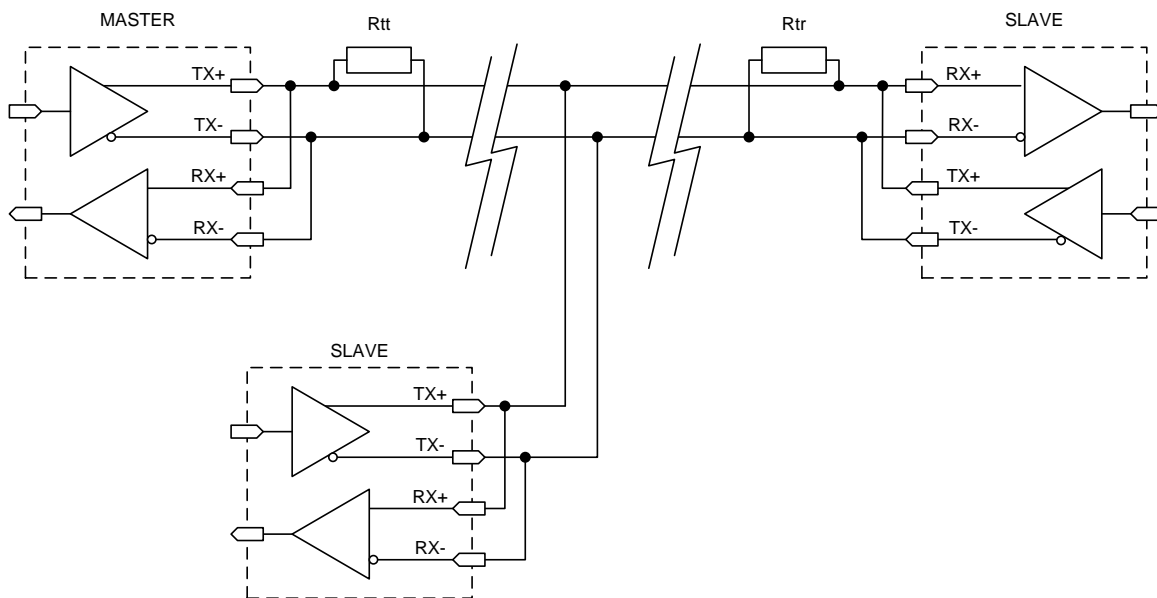 MASTER
Rtt
Rtr
SLAVE
TX+
TX-
RX+
RX-
RX+
RX-
TX+
TX-
SLAVE
TX+
TX-
RX+
RX-